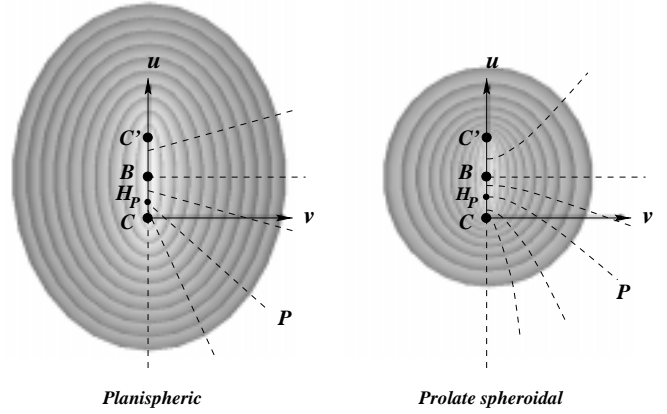 u
C'
B
H_P
C
v
P
Planispheric
u
C'
B
H_P
C
v
P
Prolate spheroidal